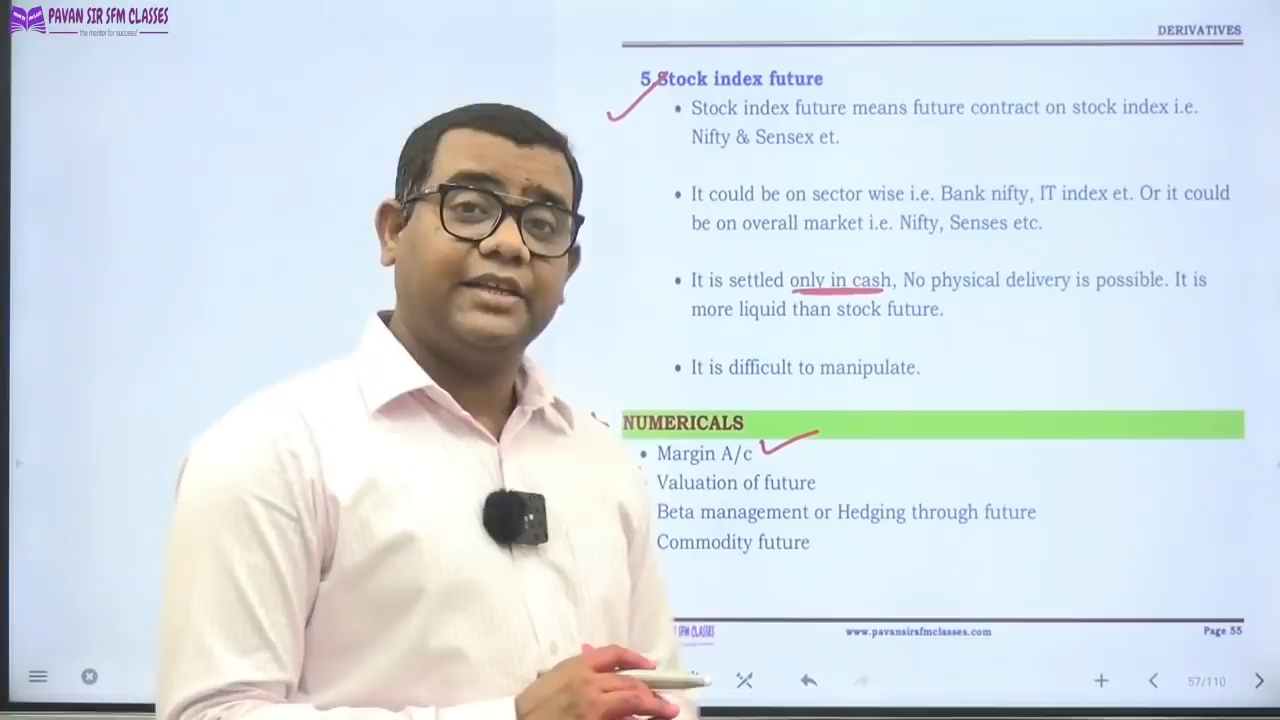 PAVAN SIR SFM CLASSES
the mentor for success!
DERIVATIVES
5 Stock index future
• Stock index future means future contract on stock index i.e.
Nifty & Sensex et.
• It could be on sector wise i.e. Bank nifty, IT index et. Or it could
be on overall market i.e. Nifty, Senses etc.
• It is settled only in cash, No physical delivery is possible. It is
more liquid than stock future.
• It is difficult to manipulate.
NUMERICALS
• Margin A/c
Valuation of future
Beta management or Hedging through future
Commodity future
SFM CLASSES
www.pavansirsfmclasses.com
Page 55
57/110